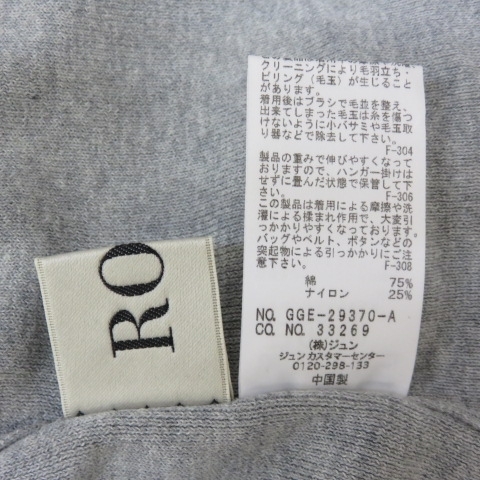 クリーニングにより毛羽立ち・
ピリング（毛玉）が生じること
があります。
着用後はブラシで毛並を整え、
出来てしまった毛玉は糸を傷つ
けないように小バサミや毛玉取
り器などで除去して下さい。
F-304
製品の重みで伸びやすくなって
おりますので、ハンガー掛けは
せずに畳んだ状態で保管して下
さい。
F-306
この製品は着用による摩擦や洗
濯による揉まれ作用で、大変引
っかかりやすくなっております。
バッグやベルト、ボタンなどの
突起物による引っかかりにご注
意下さい。
F-308
綿 75%
ナイロン 25%
NO. GGE-29370-A
CO. NO. 33269
(株)ジュン
ジュン カスタマーセンター
0120-298-133
中国製
RO